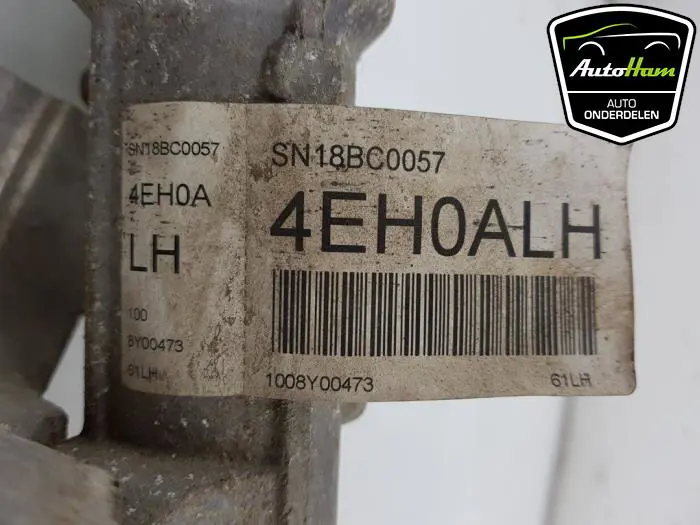 AutoHam
AUTO
ONDERDELEN
SN18BC0057
4EH0A
LH
100
8Y00473
61LH
SN18BC0057
4EH0ALH
1008Y00473
61LH